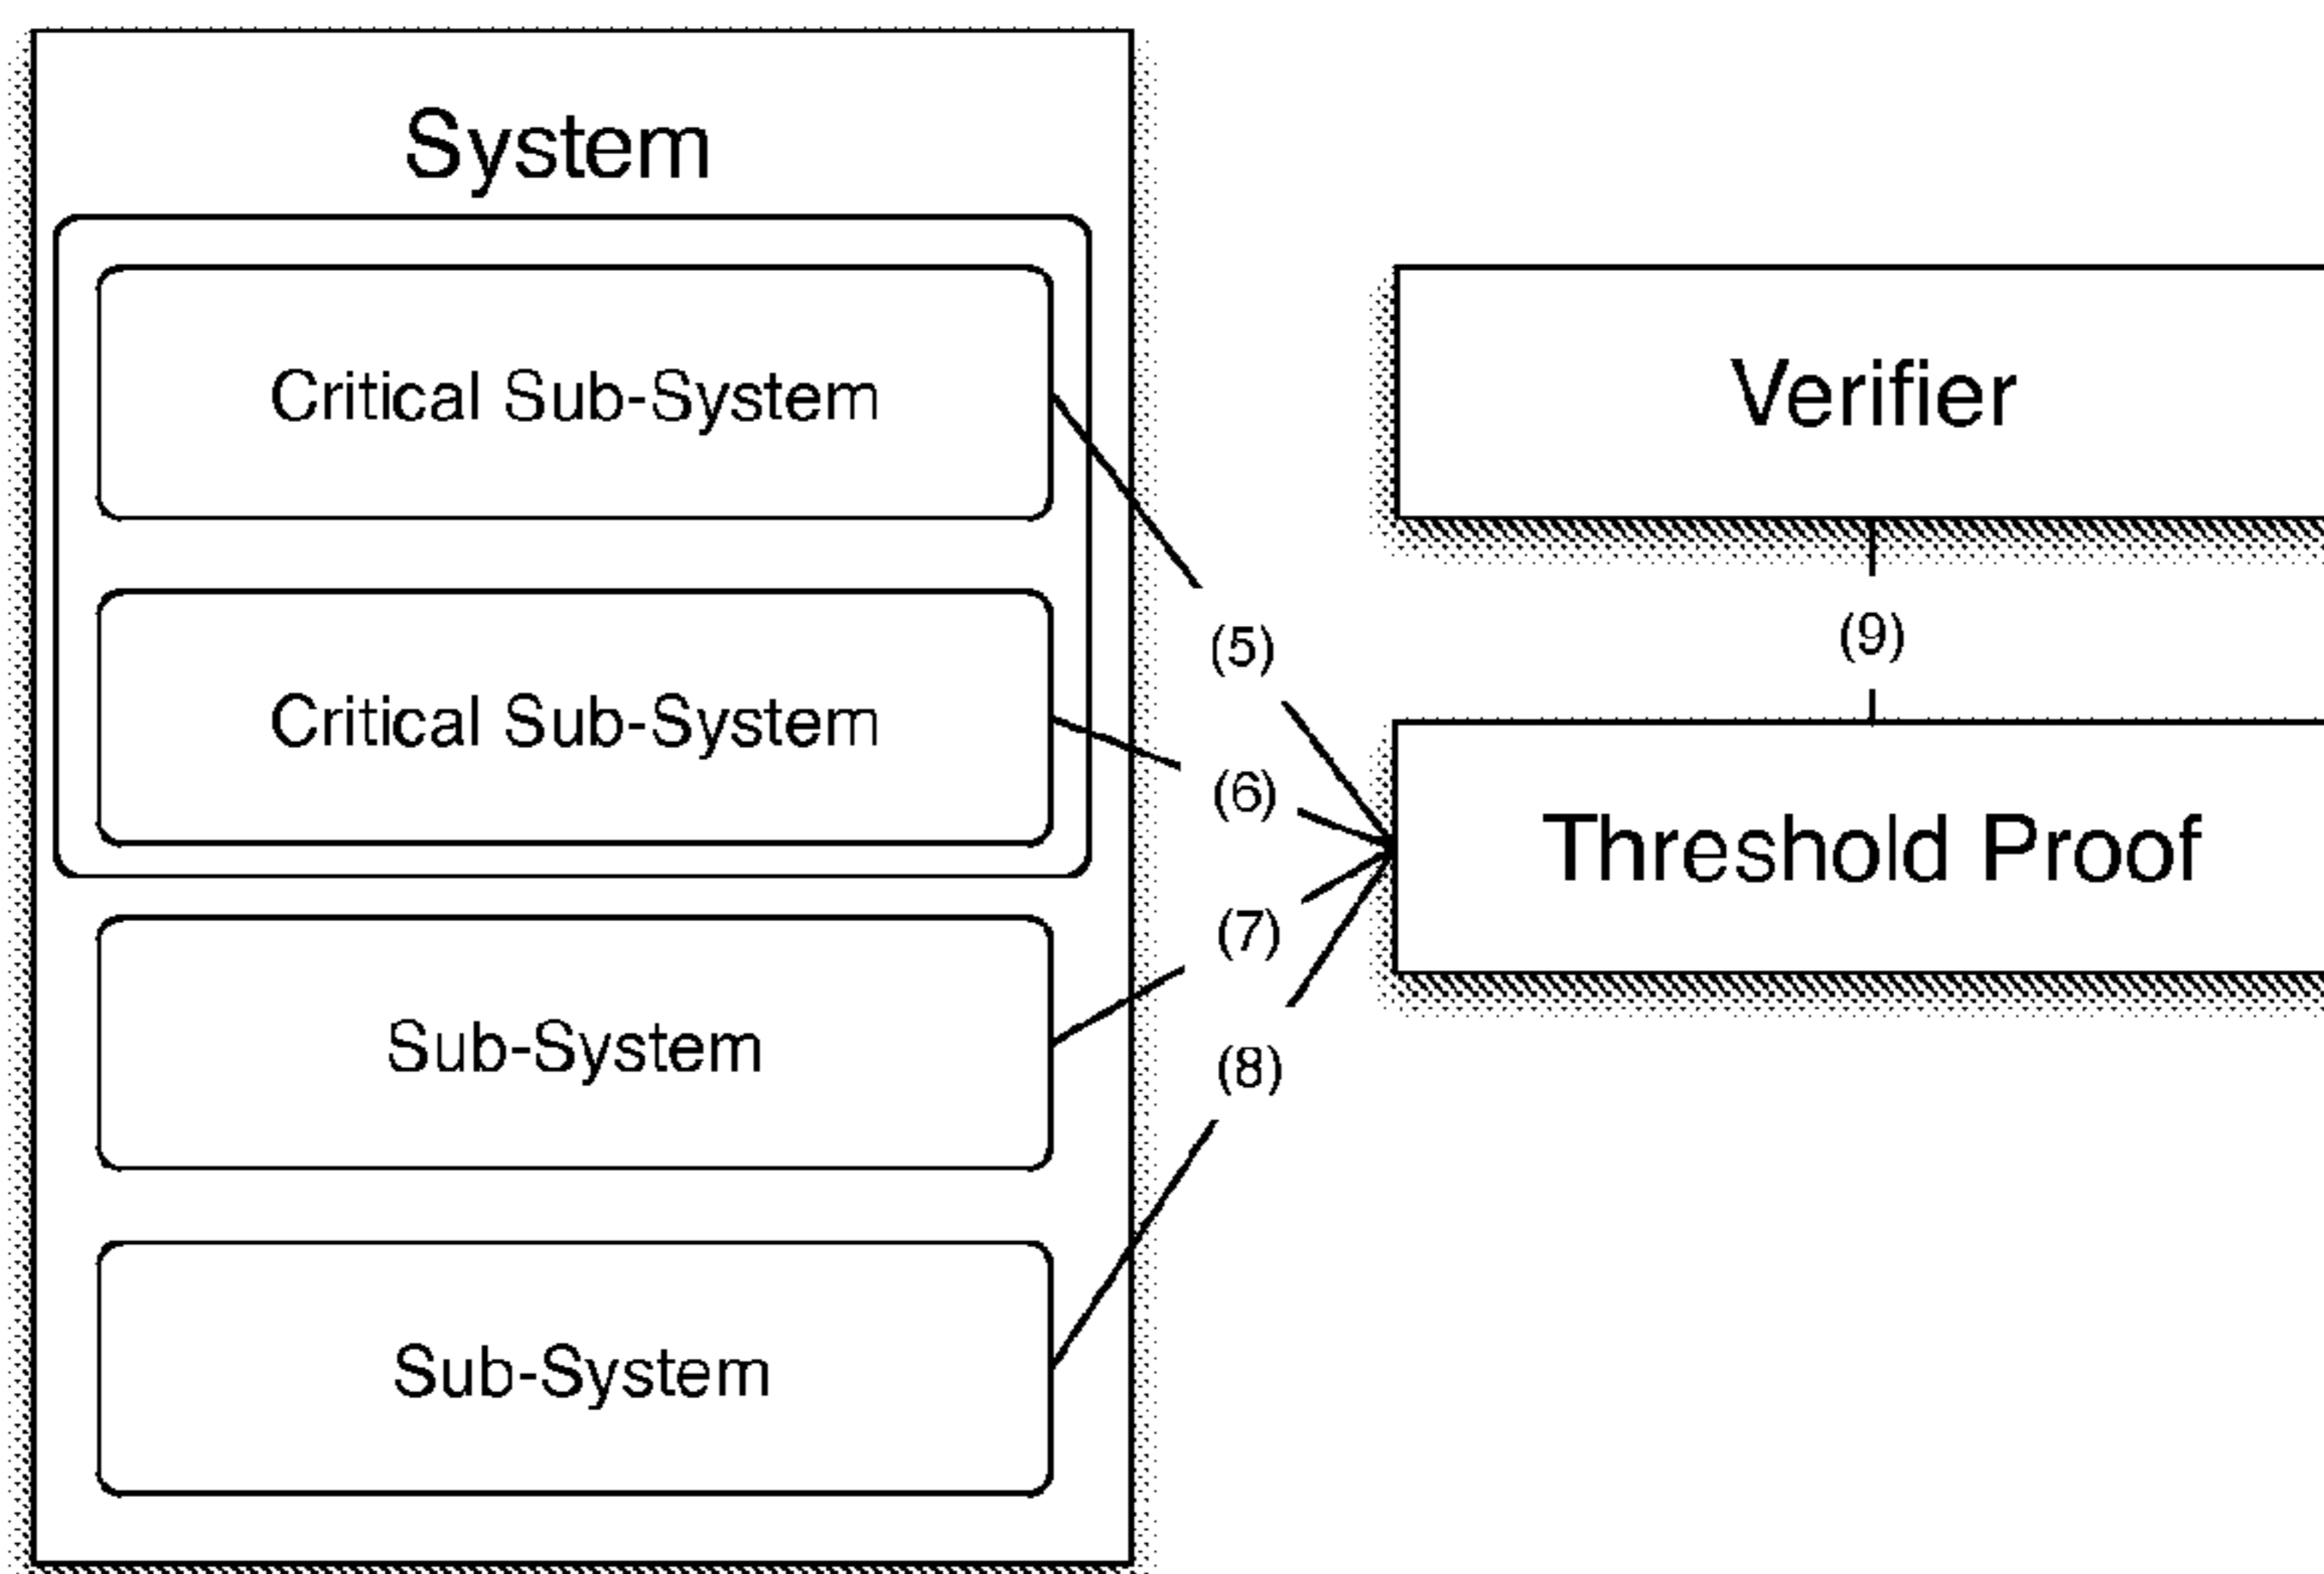 System
Critical Sub-System
Critical Sub-System
Sub-System
Sub-System
(5)
(6)
(7)
(8)
Verifier
(9)
Threshold Proof